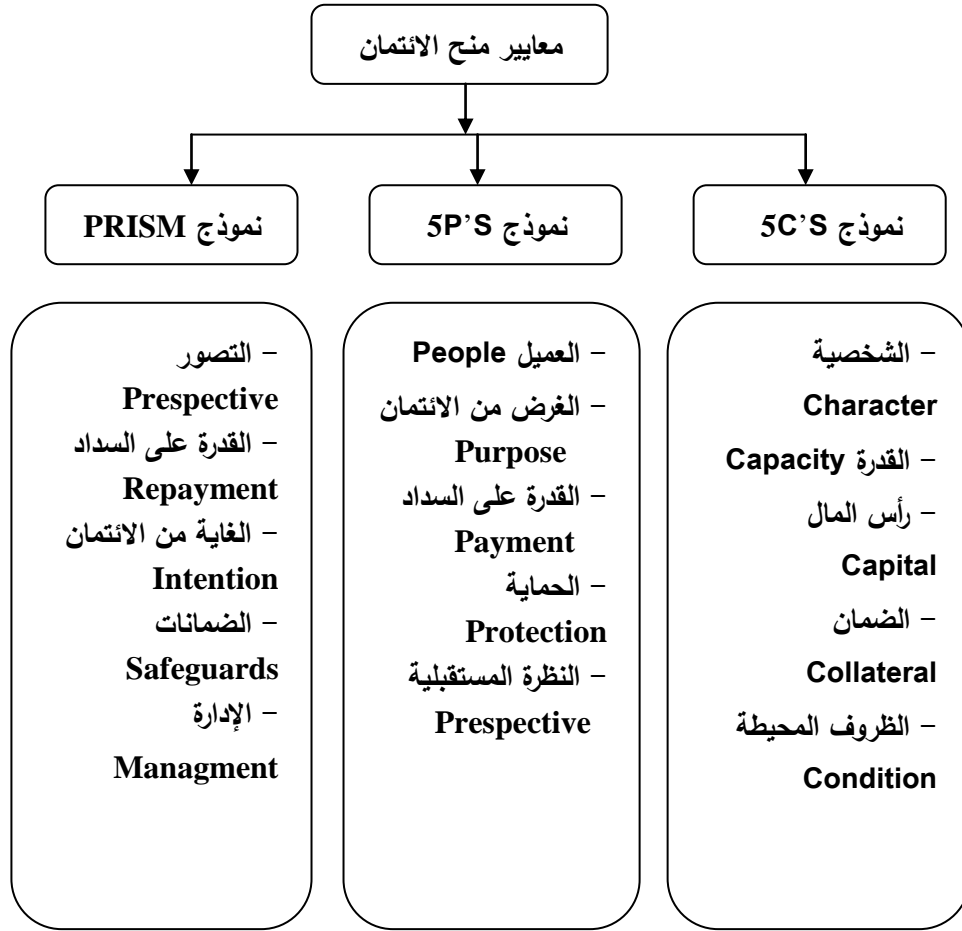 معايير منح الائتمان
نموذج 5C’S
نموذج 5P’S
نموذج PRISM
– الشخصية
Character
– القدرة Capacity
– رأس المال
Capital
– الضمان
Collateral
– الظروف المحيطة
Condition
– العميل People
– الغرض من الائتمان
Purpose
– القدرة على السداد
Payment
– الحماية
Protection
– النظرة المستقبلية
Prespective
– التصور
Prespective
– القدرة على السداد
Repayment
– الغاية من الائتمان
Intention
– الضمانات
Safeguards
– الإدارة
Managment